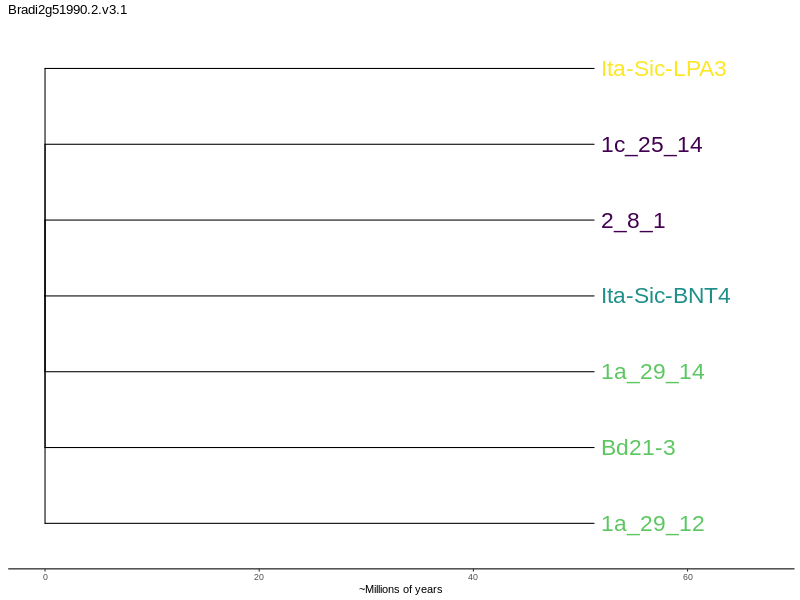 Bradi2g51990.2.v3.1
Ita-Sic-LPA3
1c_25_14
2_8_1
Ita-Sic-BNT4
1a_29_14
Bd21-3
1a_29_12
0 20 40 60
~Millions of years